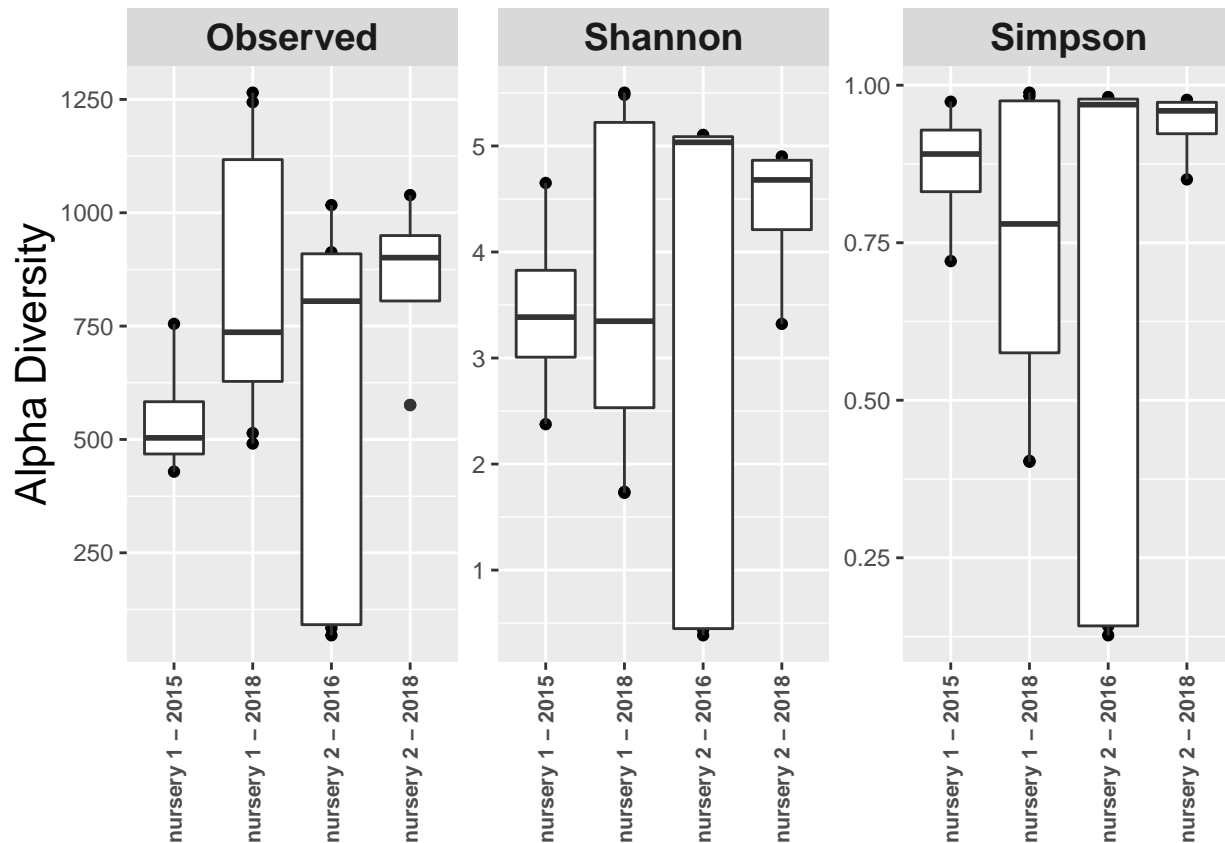 Observed
Shannon
Simpson
Alpha Diversity
1250
1000
750
500
250
5
4
3
2
1
1.00
0.75
0.50
0.25
nursery 1 – 2015
nursery 1 – 2018
nursery 2 – 2016
nursery 2 – 2018
nursery 1 – 2015
nursery 1 – 2018
nursery 2 – 2016
nursery 2 – 2018
nursery 1 – 2015
nursery 1 – 2018
nursery 2 – 2016
nursery 2 – 2018